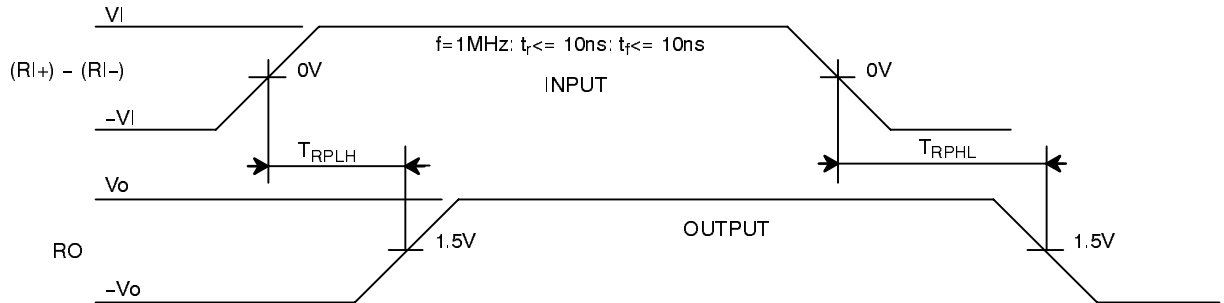 VI
f=1MHz: tr<= 10ns: tf<= 10ns
(RI+) – (RI–)
0V
0V
INPUT
–VI
TRPLH
TRPHL
Vo
OUTPUT
RO
1.5V
1.5V
–Vo